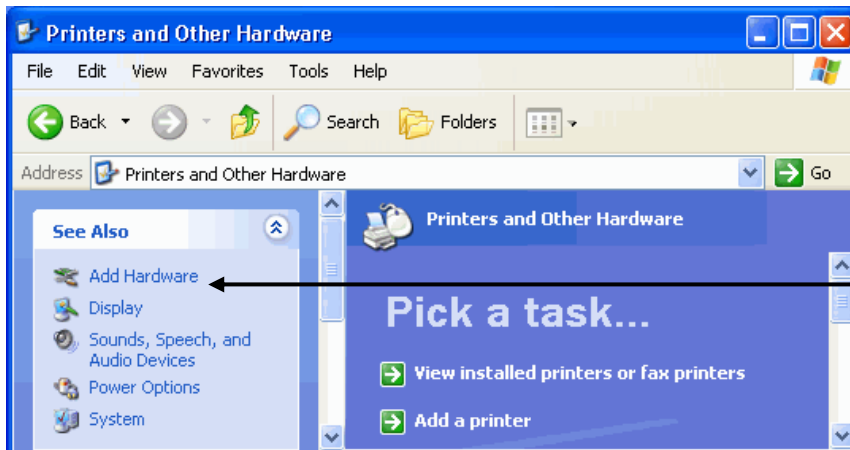 Printers and Other Hardware
File Edit View Favorites Tools Help
Back Search Folders
Address Printers and Other Hardware Go
See Also
Add Hardware
Display
Sounds, Speech, and
Audio Devices
Power Options
System
Printers and Other Hardware
Pick a task...
View installed printers or fax printers
Add a printer